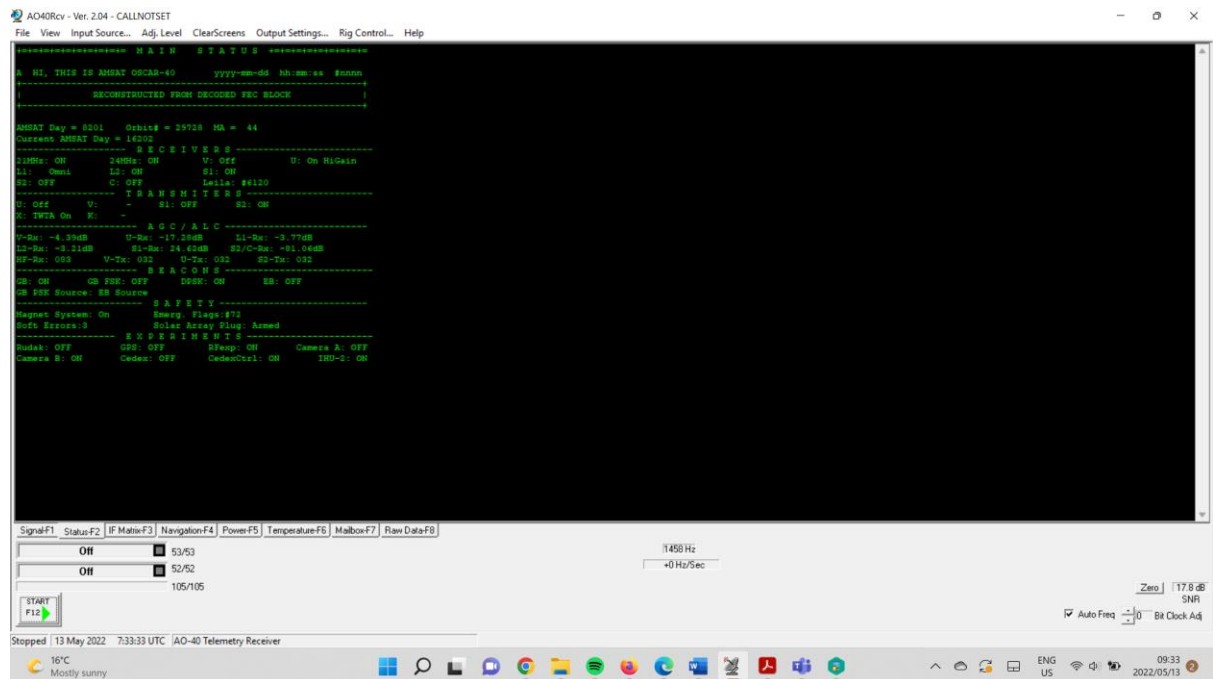 AO40Rcv - Ver. 2.04 - CALLNOTSET
File View Input Source... Adj. Level ClearScreens Output Settings... Rig Control... Help
+=+=+=+=+=+=+=+= M A I N S T A T U S +=+=+=+=+=+=+=+=
A HI, THIS IS AMSAT OSCAR-40 yyyy-mm-dd hh:mm:ss #nnnn
+--------------------------------------------------+
| RECONSTRUCTED FROM DECODED FEC BLOCK |
+--------------------------------------------------+
AMSAT Day = 8201 Orbit# = 29728 MA = 44
Current AMSAT Day = 16202
-------------------- R E C E I V E R S --------------------
21MHz: ON 24MHz: ON V: Off U: On HiGain
L1: Omni L2: ON S1: ON
S2: OFF C: OFF Leila: #6120
------------------ T R A N S M I T E R S ------------------
U: Off V: - S1: OFF S2: ON
X: TWTA On K: -
---------------------- A G C / A L C ----------------------
V-Rx: -4.39dB U-Rx: -17.28dB L1-Rx: -3.77dB
L2-Rx: -3.21dB S1-Rx: 24.62dB S2/C-Rx: -81.06dB
HF-Rx: 083 V-Tx: 032 U-Tx: 032 S2-Tx: 032
---------------------- B E A C O N S ----------------------
GB: ON GB FSK: OFF DPSK: ON EB: OFF
GB PSK Source: EB Source
----------------------- S A F E T Y -----------------------
Magnet System: On Emerg. Flags:#72
Soft Errors:3 Solar Array Plug: Armed
------------------ E X P E R I M E N T S ------------------
Rudak: OFF GPS: OFF RFexp: ON Camera A: OFF
Camera B: ON Cedex: OFF CedexCtrl: ON IHU-2: ON
Signal-F1 Status-F2 IF Matrix-F3 Navigation-F4 Power-F5 Temperature-F6 Mailbox-F7 Raw Data-F8
Off 53/53 1458 Hz
Off 52/52 +0 Hz/Sec
105/105 Zero 17.8 dB
SNR
START
F12
Auto Freq 0 Bit Clock Adj
Stopped 13 May 2022 7:33:33 UTC AO-40 Telemetry Receiver
16°C
Mostly sunny
ENG
US
09:33
2022/05/13
2